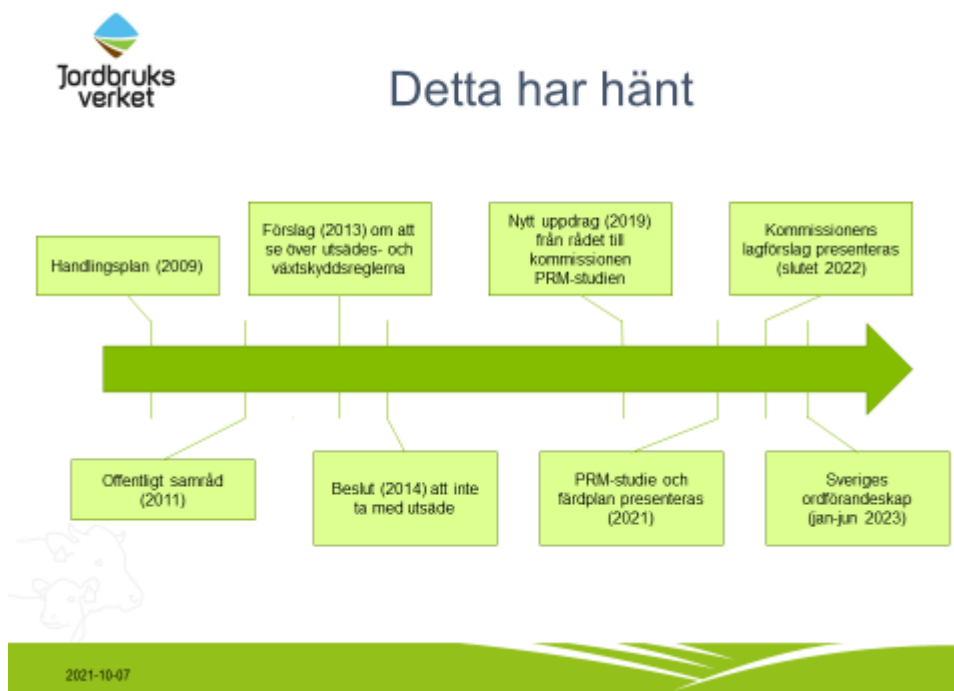 Jordbruks
verket
Detta har hänt
Handlingsplan (2009)
Förslag (2013) om att
se över utsädes- och
växtskyddsreglerna
Nytt uppdrag (2019)
från rådet till
kommissionen
PRM-studien
Kommissionens
lagförslag presenteras
(slutet 2022)
Offentligt samråd
(2011)
Beslut (2014) att inte
ta med utsäde
PRM-studie och
färdplan presenteras
(2021)
Sveriges
ordförandeskap
(jan-jun 2023)
2021-10-07